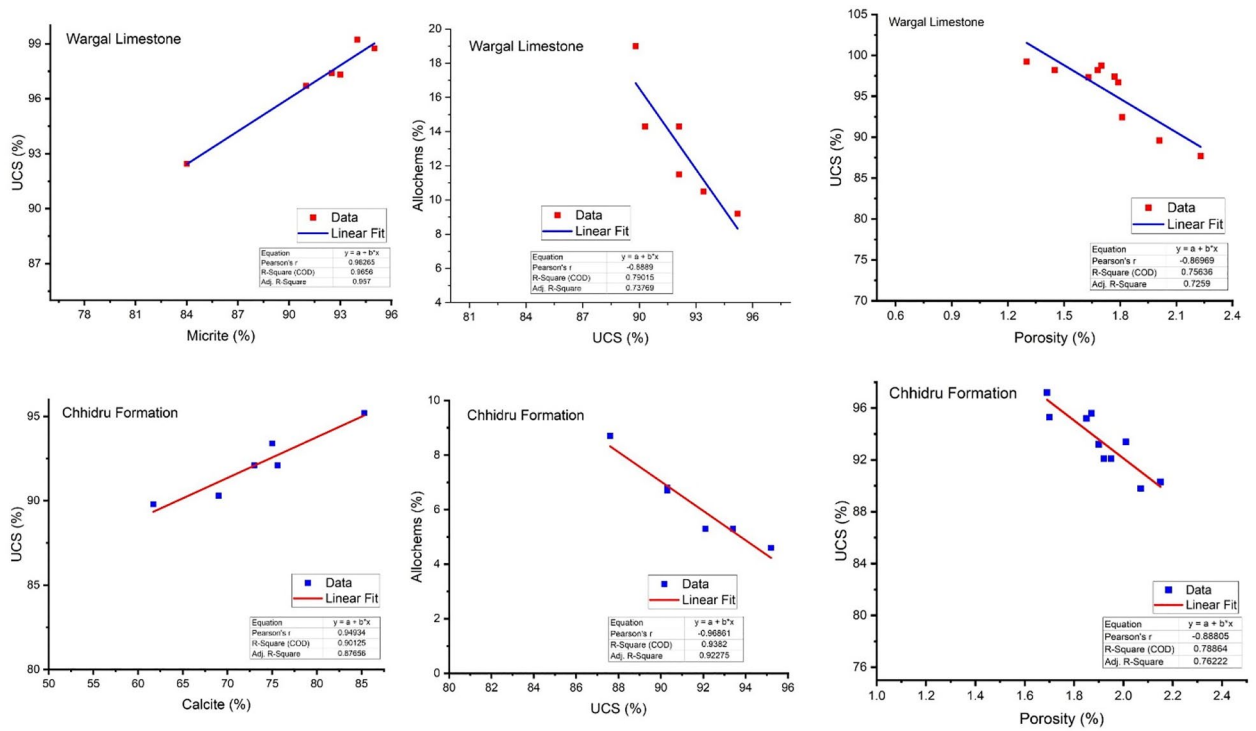 Wargal Limestone
99
96
93
90
87
UCS (%)
Data
Linear Fit
Equation y = a + b*x
Pearson's r 0.98265
R-Square (COD) 0.9656
Adj. R-Square 0.957
78 81 84 87 90 93 96
Micrite (%)
Wargal Limestone
20
18
16
14
12
10
8
6
4
Allochems (%)
Data
Linear Fit
Equation y = a + b*x
Pearson's r -0.8889
R-Square (COD) 0.79015
Adj. R-Square 0.73769
81 84 87 90 93 96
UCS (%)
Wargal Limestone
105
100
95
90
85
80
75
70
UCS (%)
Data
Linear Fit
Equation y = a + b*x
Pearson's r -0.86969
R-Square (COD) 0.75636
Adj. R-Square 0.7259
0.6 0.9 1.2 1.5 1.8 2.1 2.4
Porosity (%)
Chhidru Formation
95
90
85
80
UCS (%)
Data
Linear Fit
Equation y = a + b*x
Pearson's r 0.94934
R-Square (COD) 0.90125
Adj. R-Square 0.87656
50 55 60 65 70 75 80 85
Calcite (%)
Chhidru Formation
10
8
6
4
2
0
Allochems (%)
Data
Linear Fit
Equation y = a + b*x
Pearson's r -0.96861
R-Square (COD) 0.9382
Adj. R-Square 0.92275
80 82 84 86 88 90 92 94 96
UCS (%)
Chhidru Formation
96
92
88
84
80
76
UCS (%)
Data
Linear Fit
Equation y = a + b*x
Pearson's r -0.88805
R-Square (COD) 0.78864
Adj. R-Square 0.76222
1.0 1.2 1.4 1.6 1.8 2.0 2.2 2.4
Porosity (%)